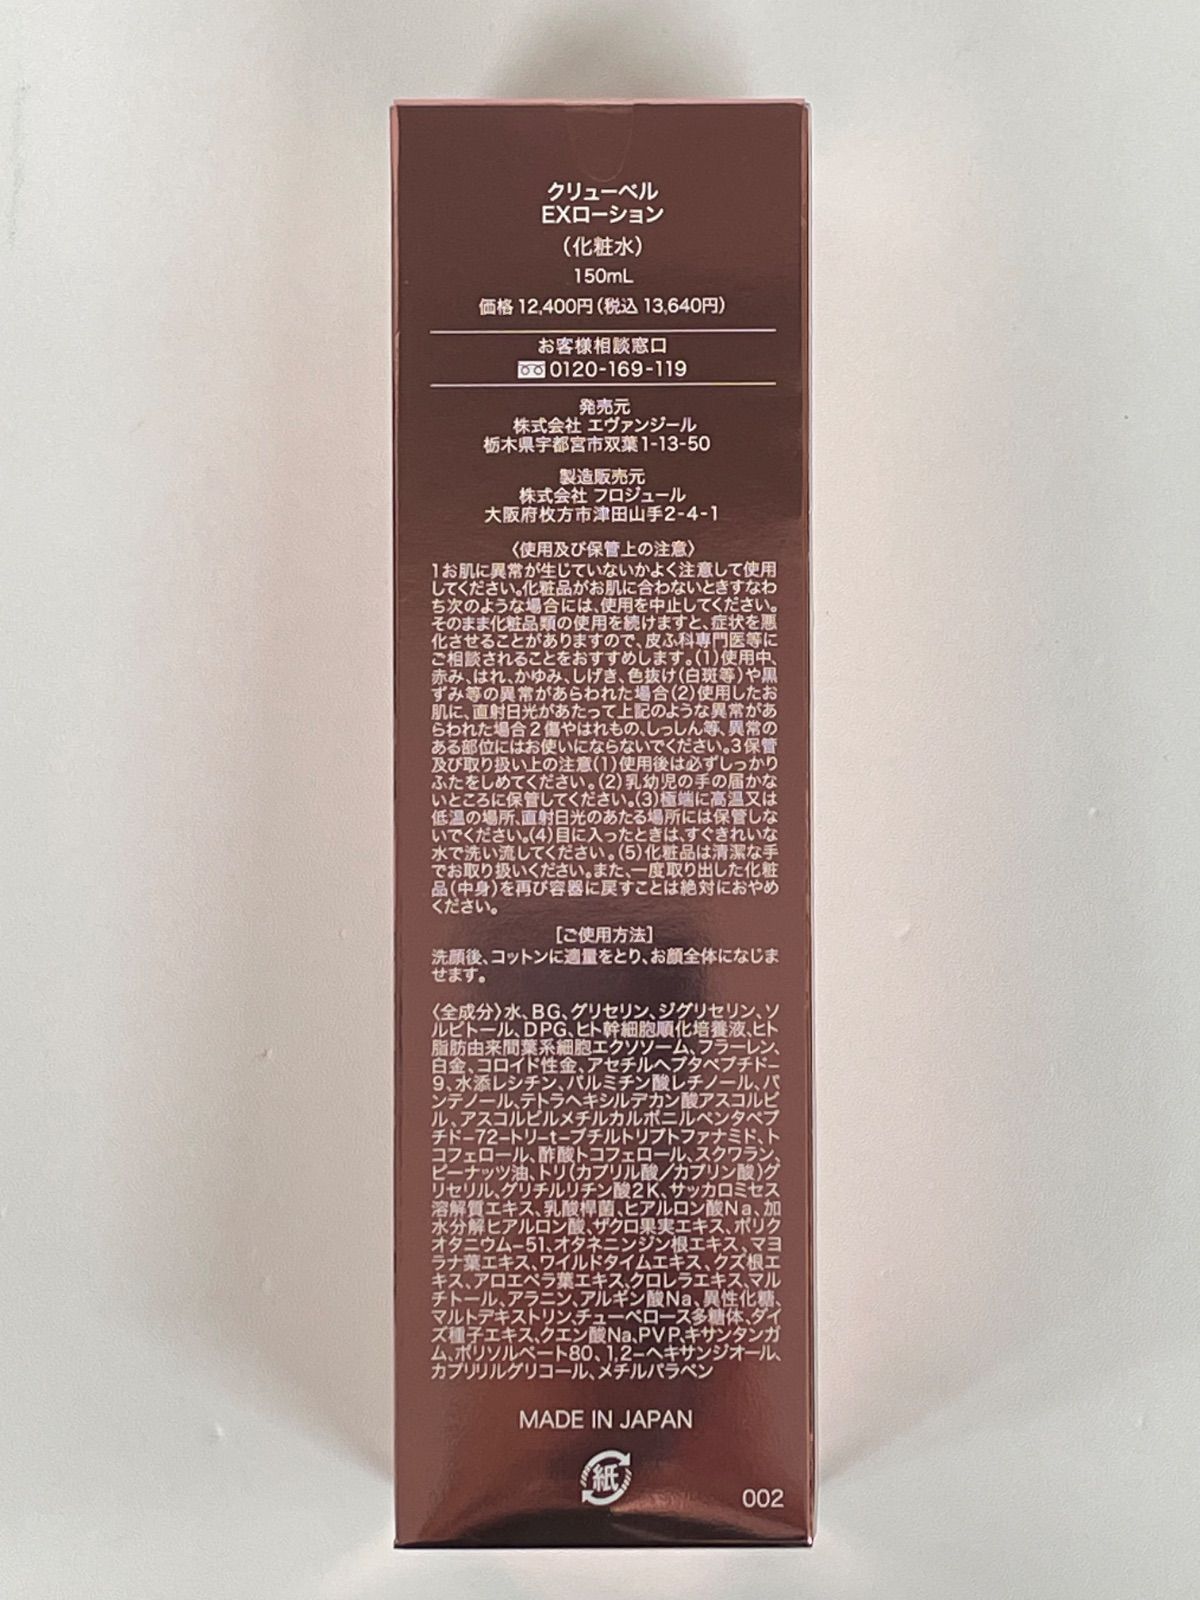 クリューベル
EXローション
（化粧水）
150mL
価格 12,400円（税込 13,640円）
お客様相談窓口
0120-169-119
発売元
株式会社 エヴァンジール
栃木県宇都宮市双葉1-13-50
製造販売元
株式会社 フロジュール
大阪府枚方市津田山手2-4-1
〈使用及び保管上の注意〉
1お肌に異常が生じていないかよく注意して使用
してください。化粧品がお肌に合わないときすなわ
ち次のような場合には、使用を中止してください。
そのまま化粧品類の使用を続けますと、症状を悪
化させることがありますので、皮ふ科専門医等に
ご相談されることをおすすめします。（1）使用中、
赤み、はれ、かゆみ、しげき、色抜け（白斑等）や黒
ずみ等の異常があらわれた場合（2）使用したお
肌に、直射日光があたって上記のような異常があ
らわれた場合２傷やはれもの、しっしん等、異常の
ある部位にはお使いにならないでください。3保管
及び取り扱い上の注意（1）使用後は必ずしっかり
ふたをしめてください。（2）乳幼児の手の届かな
いところに保管してください。（3）極端に高温又は
低温の場所、直射日光のあたる場所には保管しな
いでください。（4）目に入ったときは、すぐきれいな
水で洗い流してください。（5）化粧品は清潔な手
でお取り扱いください。また、一度取り出した化粧
品（中身）を再び容器に戻すことは絶対におやめ
ください。
［ご使用方法］
洗顔後、コットンに適量をとり、お顔全体になじま
せます。
〈全成分〉水、BG、グリセリン、ジグリセリン、ソ
ルビトール、DPG、ヒト幹細胞順化培養液、ヒト
脂肪由来間葉系細胞エクソソーム、フラーレン、
白金、コロイド性金、アセチルヘプタペプチド-
9、水添レシチン、パルミチン酸レチノール、パ
ンテノール、テトラヘキシルデカン酸アスコルビ
ル、アスコルビルメチルカルボニルペンタペプ
チド-72-トリ-t-ブチルトリプトファナミド、ト
コフェロール、酢酸トコフェロール、スクワラン、
ピーナッツ油、トリ（カプリル酸／カプリン酸）グ
リセリル、グリチルリチン酸2K、サッカロミセス
溶解質エキス、乳酸桿菌、ヒアルロン酸Na、加
水分解ヒアルロン酸、ザクロ果実エキス、ポリク
オタニウム-51、オタネニンジン根エキス、マヨ
ラナ葉エキス、ワイルドタイムエキス、クズ根エ
キス、アロエベラ葉エキス、クロレラエキス、マル
チトール、アラニン、アルギン酸Na、異性化糖、
マルトデキストリン、チューベロース多糖体、ダイ
ズ種子エキス、クエン酸Na、PVP、キサンタンガ
ム、ポリソルベート80、1,2-ヘキサンジオール、
カプリリルグリコール、メチルパラベン
MADE IN JAPAN
紙
002